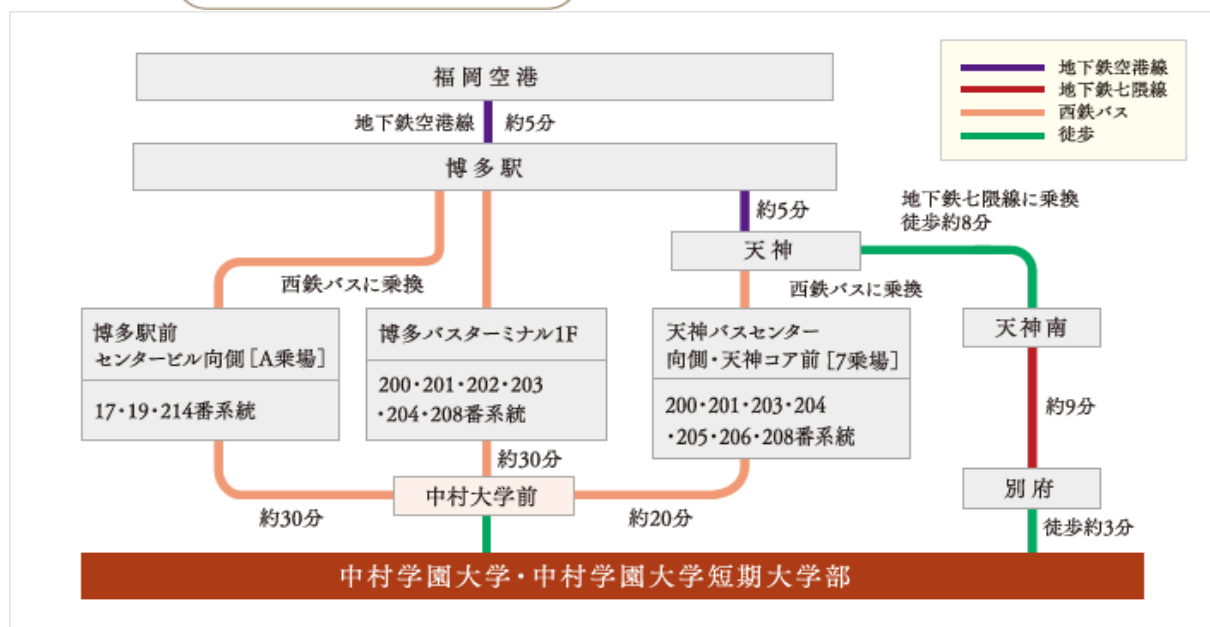 福岡空港
地下鉄空港線
地下鉄七隈線
西鉄バス
徒歩
地下鉄空港線 約5分
博多駅
約5分
地下鉄七隈線に乗換
徒歩約8分
天神
西鉄バスに乗換
西鉄バスに乗換
博多駅前
センタービル向側[A乗場]
17・19・214番系統
博多バスターミナル1F
200・201・202・203
・204・208番系統
天神バスセンター
向側・天神コア前[7乗場]
200・201・203・204
・205・206・208番系統
天神南
約9分
約30分
別府
中村大学前
約30分
約20分
徒歩約3分
中村学園大学・中村学園大学短期大学部